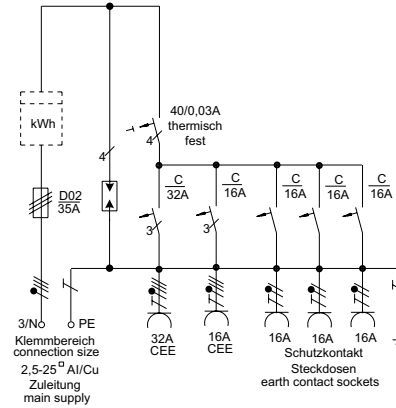 40/0,03A
thermisch
fest
kWh
4
4
D02
35A
C
32A
C
16A
C
16A
C
16A
C
16A
3
3
3/N
PE
32A
CEE
16A
CEE
16A
16A
16A
Klemmbereich
connection size
2,5-25□ Al/Cu
Zuleitung
main supply
Schutzkontakt
Steckdosen
earth contact sockets